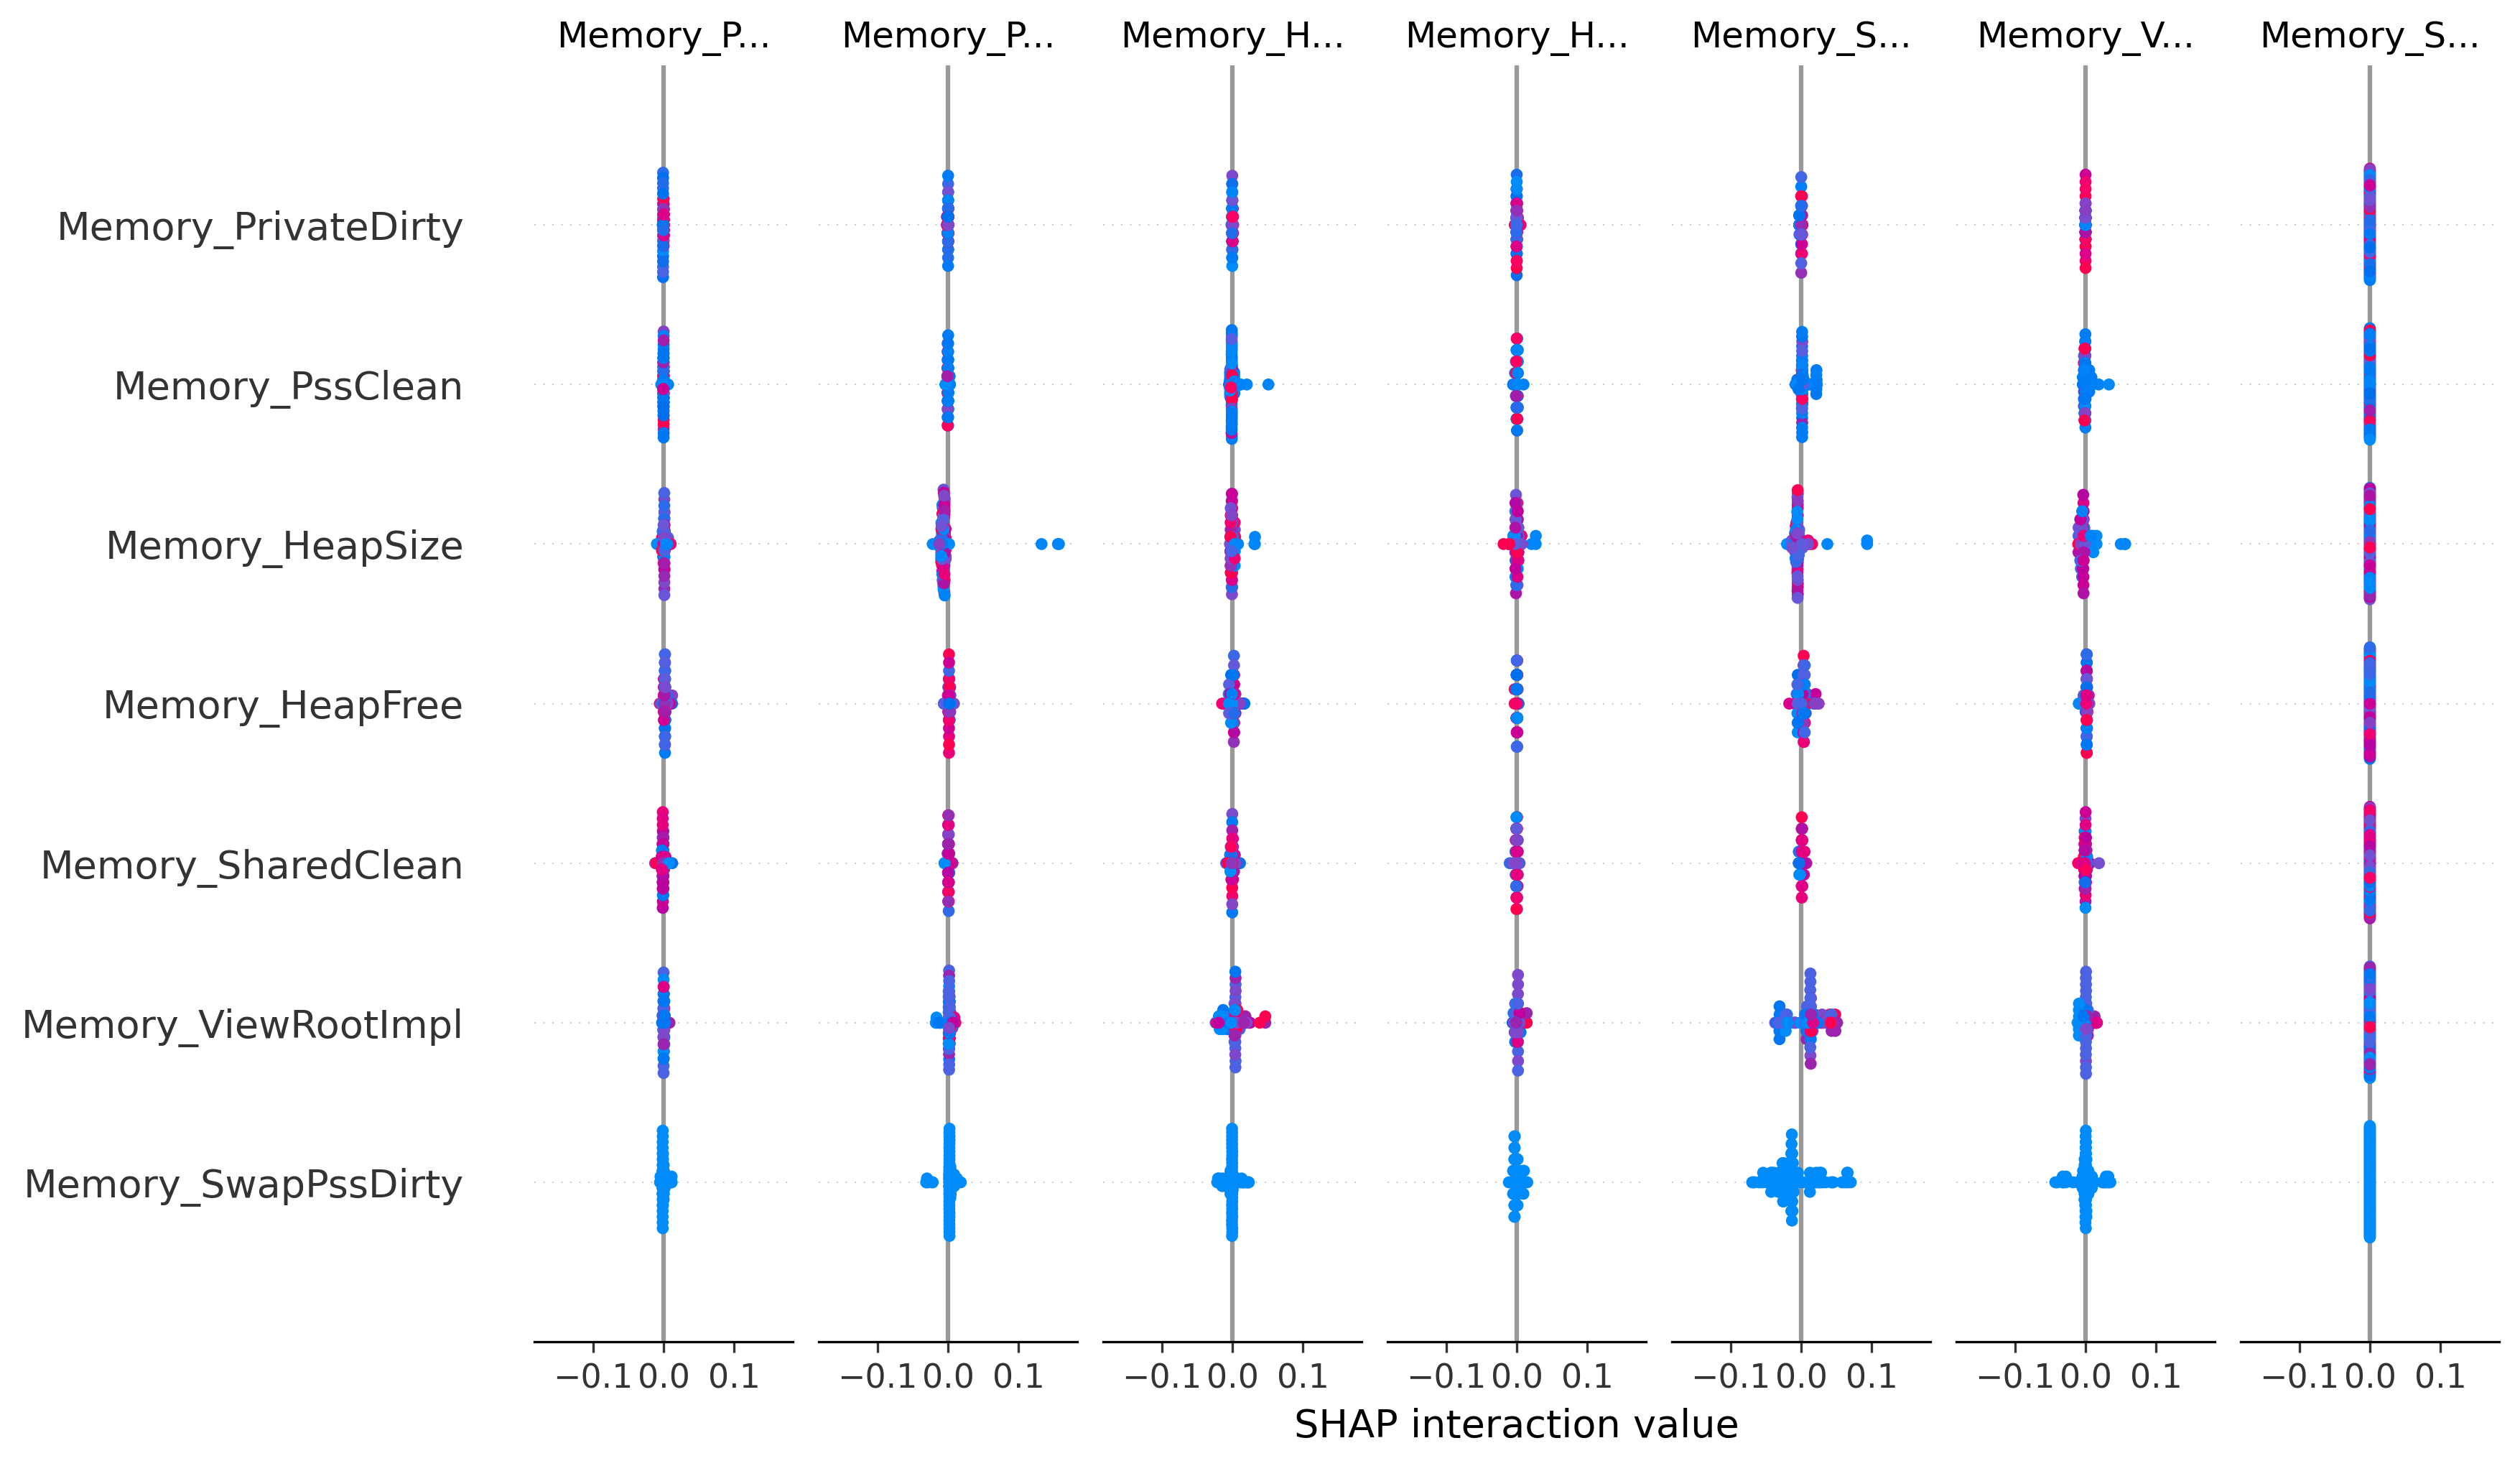 Memory_P... Memory_P... Memory_H... Memory_H... Memory_S... Memory_V... Memory_S...
Memory_PrivateDirty
Memory_PssClean
Memory_HeapSize
Memory_HeapFree
Memory_SharedClean
Memory_ViewRootImpl
Memory_SwapPssDirty
−0.1 0.0 0.1 −0.1 0.0 0.1 −0.1 0.0 0.1 −0.1 0.0 0.1 −0.1 0.0 0.1 −0.1 0.0 0.1 −0.1 0.0 0.1
SHAP interaction value